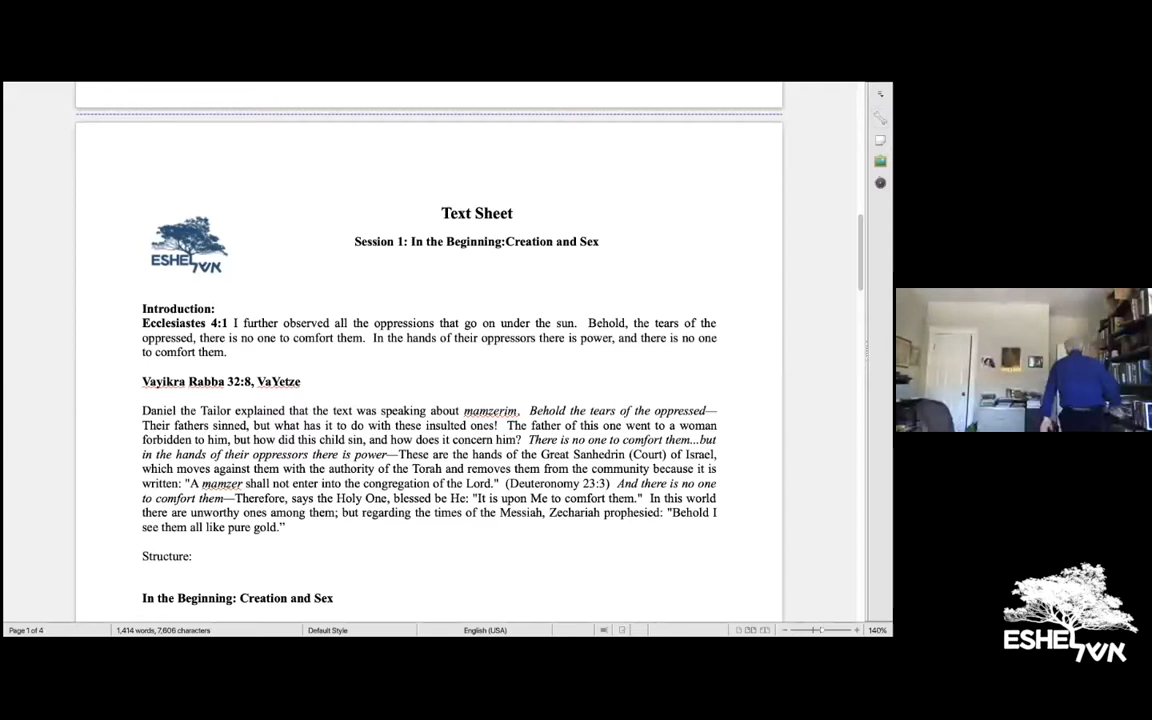 Text Sheet
Session 1: In the Beginning:Creation and Sex
ESHEL אשל
Introduction:
Ecclesiastes 4:1 I further observed all the oppressions that go on under the sun. Behold, the tears of the
oppressed, there is no one to comfort them. In the hands of their oppressors there is power, and there is no one
to comfort them.
Vayikra Rabba 32:8, VaYetze
Daniel the Tailor explained that the text was speaking about mamzerim, Behold the tears of the oppressed—
Their fathers sinned, but what has it to do with these insulted ones! The father of this one went to a woman
forbidden to him, but how did this child sin, and how does it concern him? There is no one to comfort them...but
in the hands of their oppressors there is power—These are the hands of the Great Sanhedrin (Court) of Israel,
which moves against them with the authority of the Torah and removes them from the community because it is
written: "A mamzer shall not enter into the congregation of the Lord." (Deuteronomy 23:3) And there is no one
to comfort them—Therefore, says the Holy One, blessed be He: "It is upon Me to comfort them." In this world
there are unworthy ones among them; but regarding the times of the Messiah, Zechariah prophesied: "Behold I
see them all like pure gold.”
Structure:
In the Beginning: Creation and Sex
Page 1 of 4 1,414 words, 7,606 characters Default Style English (USA) 140%
ESHEL אשל